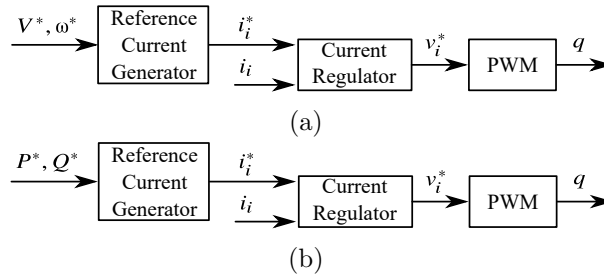 V*, ω*
Reference
Current
Generator
i_i^*
i_i
Current
Regulator
v_i^*
PWM
q
(a)
P*, Q*
Reference
Current
Generator
i_i^*
i_i
Current
Regulator
v_i^*
PWM
q
(b)